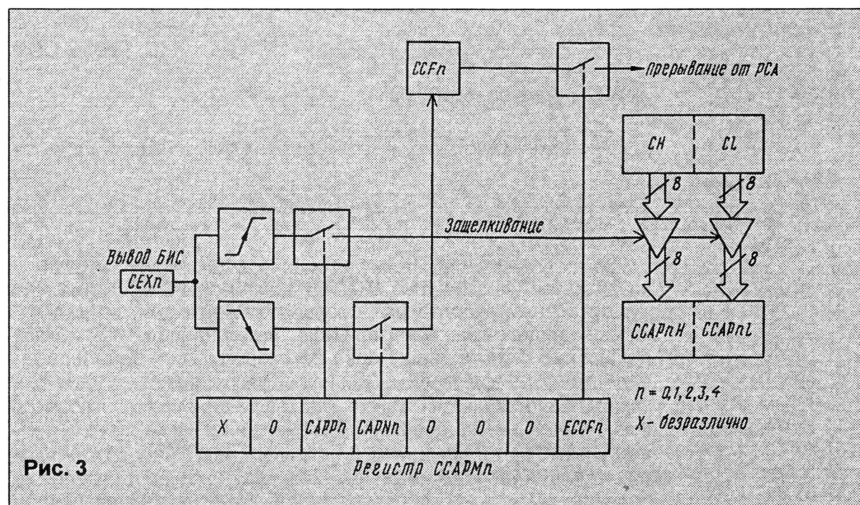 CCFn
Прерывание от PCA
CH
CL
8
8
Защелкивание
Вывод БИС
CEXn
8
8
CCAPnH
CCAPnL
n = 0,1,2,3,4
X - безразлично
X
0
CAPPn
CAPNn
0
0
0
ECCFn
Рис. 3
Регистр CCAPMn